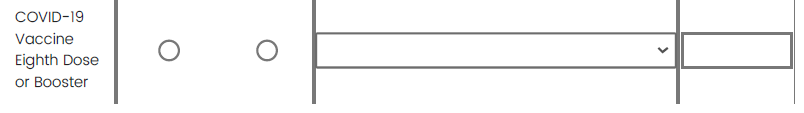 COVID-19
Vaccine
Eighth Dose
or Booster